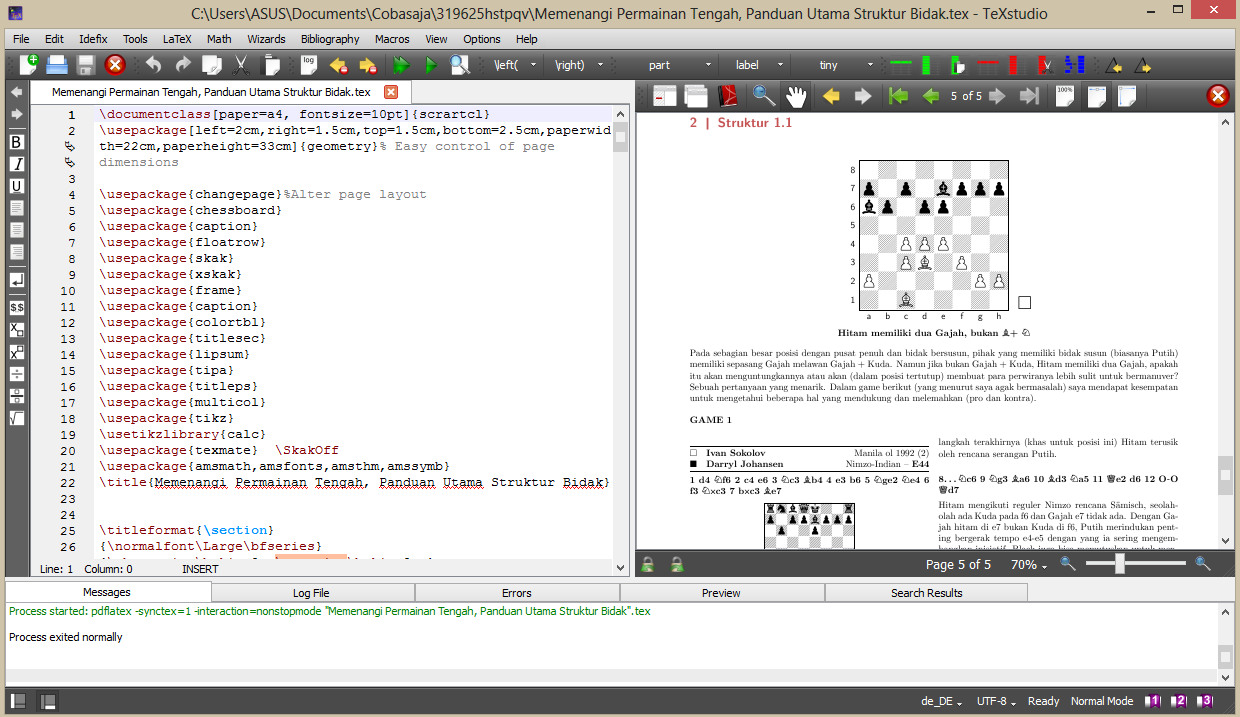 C:\Users\ASUS\Documents\Cobasaja\319625hstpqv\Memenangi Permainan Tengah, Panduan Utama Struktur Bidak.tex - TeXstudio
File Edit Idefix Tools LaTeX Math Wizards Bibliography Macros View Options Help
log \left( \right) part label tiny
Memenangi Permainan Tengah, Panduan Utama Struktur Bidak.tex
5 of 5 100%
1 \documentclass[paper=a4, fontsize=10pt]{scrartcl}
2 \usepackage[left=2cm,right=1.5cm,top=1.5cm,bottom=2.5cm,paperwid
th=22cm,paperheight=33cm]{geometry}% Easy control of page
dimensions
3
4 \usepackage{changepage}%Alter page layout
5 \usepackage{chessboard}
6 \usepackage{caption}
7 \usepackage{floatrow}
8 \usepackage{skak}
9 \usepackage{xskak}
10 \usepackage{frame}
11 \usepackage{caption}
12 \usepackage{colortbl}
13 \usepackage{titlesec}
14 \usepackage{lipsum}
15 \usepackage{tipa}
16 \usepackage{titleps}
17 \usepackage{multicol}
18 \usepackage{tikz}
19 \usetikzlibrary{calc}
20 \usepackage{texmate} \SkakOff
21 \usepackage{amsmath,amsfonts,amsthm,amssymb}
22 \title{Memenangi Permainan Tengah, Panduan Utama Struktur Bidak}
23
24
25 \titleformat{\section}
26 {\normalfont\Large\bfseries}
Line: 1 Column: 0 INSERT
2 | Struktur 1.1
8
7
6
5
4
3
2
1
a b c d e f g h
Hitam memiliki dua Gajah, bukan ♗+ ♘
Pada sebagian besar posisi dengan pusat penuh dan bidak bersusun, pihak yang memiliki bidak susun (biasanya Putih)
memiliki sepasang Gajah melawan Gajah + Kuda. Namun jika bukan Gajah + Kuda, Hitam memiliki dua Gajah, apakah
itu akan menguntungkannya atau akan (dalam posisi tertutup) membuat para perwiranya lebih sulit untuk bermanuver?
Sebuah pertanyaan yang menarik. Dalam game berikut (yang menurut saya agak bermasalah) saya mendapat kesempatan
untuk mengetahui beberapa hal yang mendukung dan melemahkan (pro dan kontra).
GAME 1
□ Ivan Sokolov Manila ol 1992 (2)
■ Darryl Johansen Nimzo-Indian – E44
1 d4 ♘f6 2 c4 e6 3 ♘c3 ♗b4 4 e3 b6 5 ♘ge2 ♘e4 6
f3 ♘xc3 7 bxc3 ♗e7
langkah terakhirnya (khas untuk posisi ini) Hitam terusik
oleh rencana serangan Putih.
8...♘c6 9 ♘g3 ♗a6 10 ♗d3 ♘a5 11 ♕e2 d6 12 O-O
♕d7
Hitam mengikuti reguler Nimzo rencana Sämisch, seolah-
olah ada Kuda pada f6 dan Gajah e7 tidak ada. Dengan Ga-
jah hitam di e7 bukan Kuda di f6, Putih merindukan pent-
ing bergerak tempo e4-e5 dengan yang ia sering mengem-
Page 5 of 5 70%
Messages Log File Errors Preview Search Results
Process started: pdflatex -synctex=1 -interaction=nonstopmode "Memenangi Permainan Tengah, Panduan Utama Struktur Bidak".tex
Process exited normally
de_DE UTF-8 Ready Normal Mode 1 2 3